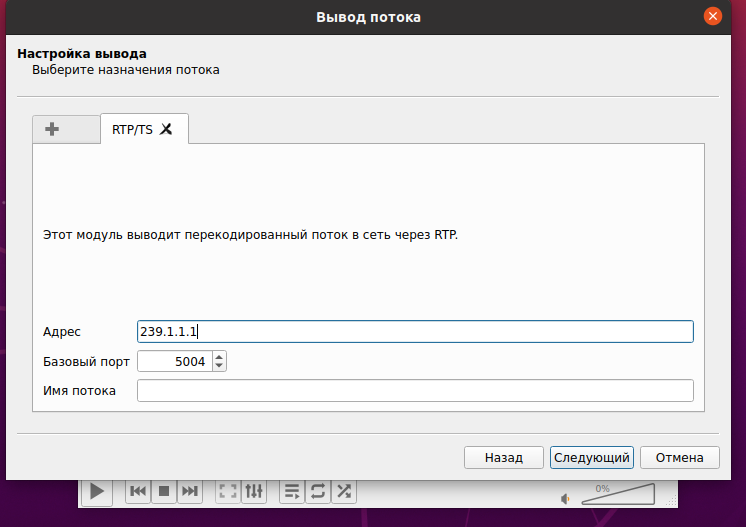 Вывод потока
Настройка вывода
Выберите назначения потока
RTP/TS
Этот модуль выводит перекодированный поток в сеть через RTP.
Адрес 239.1.1.1
Базовый порт 5004
Имя потока
Назад Следующий Отмена
0%